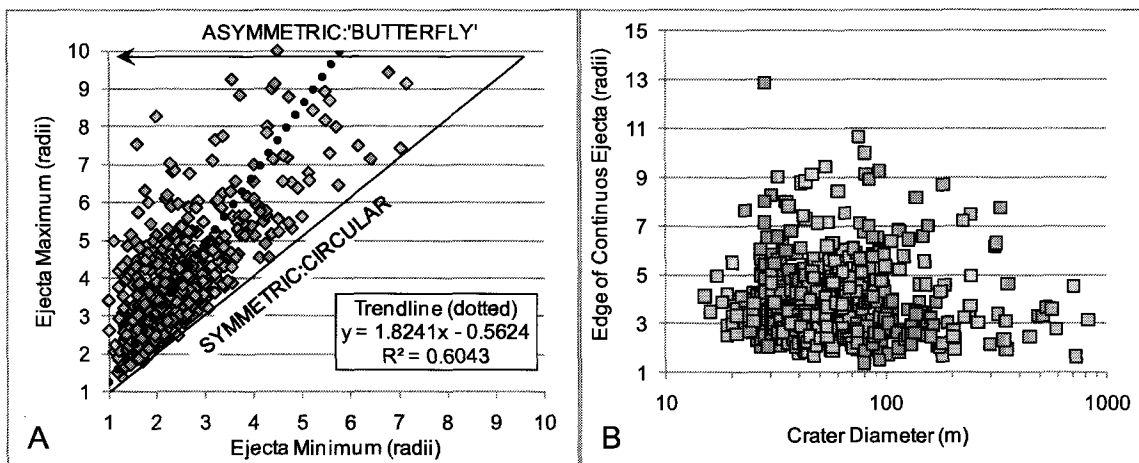 ASYMMETRIC:'BUTTERFLY'
Ejecta Maximum (radii)
10
9
8
7
6
5
4
3
2
1
SYMMETRIC:CIRCULAR
Trendline (dotted)
y = 1.8241x - 0.5624
R² = 0.6043
1 2 3 4 5 6 7 8 9 10
Ejecta Minimum (radii)
A
Edge of Continuos Ejecta (radii)
15
13
11
9
7
5
3
1
10 100 1000
Crater Diameter (m)
B